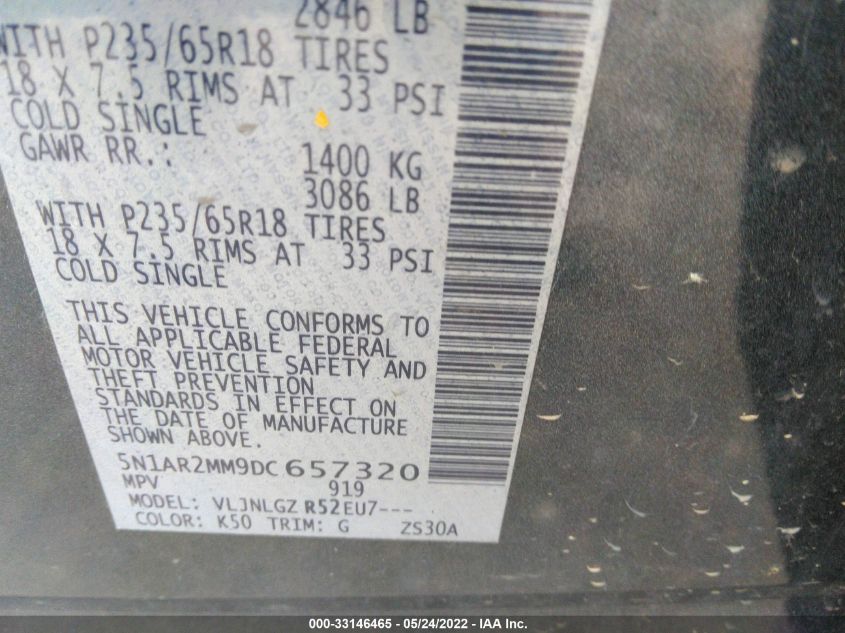 2846 LB
WITH P235/65R18 TIRES
18 X 7.5 RIMS AT 33 PSI
COLD SINGLE
GAWR RR.: 1400 KG
3086 LB
WITH P235/65R18 TIRES
18 X 7.5 RIMS AT 33 PSI
COLD SINGLE
THIS VEHICLE CONFORMS TO
ALL APPLICABLE FEDERAL
MOTOR VEHICLE SAFETY AND
THEFT PREVENTION
STANDARDS IN EFFECT ON
THE DATE OF MANUFACTURE
SHOWN ABOVE.
5N1AR2MM9DC657320
MPV 919
MODEL: VLJNLGZ R52EU7---
COLOR: K50 TRIM: G ZS30A
000-33146465 - 05/24/2022 - IAA Inc.